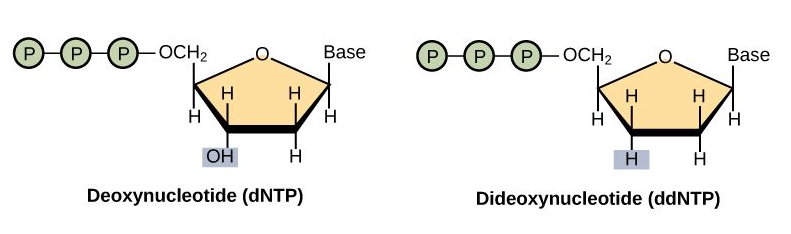 P P P OCH₂ O Base
H H
H H
OH H
Deoxynucleotide (dNTP)
P P P OCH₂ O Base
H H
H H
H H
Dideoxynucleotide (ddNTP)